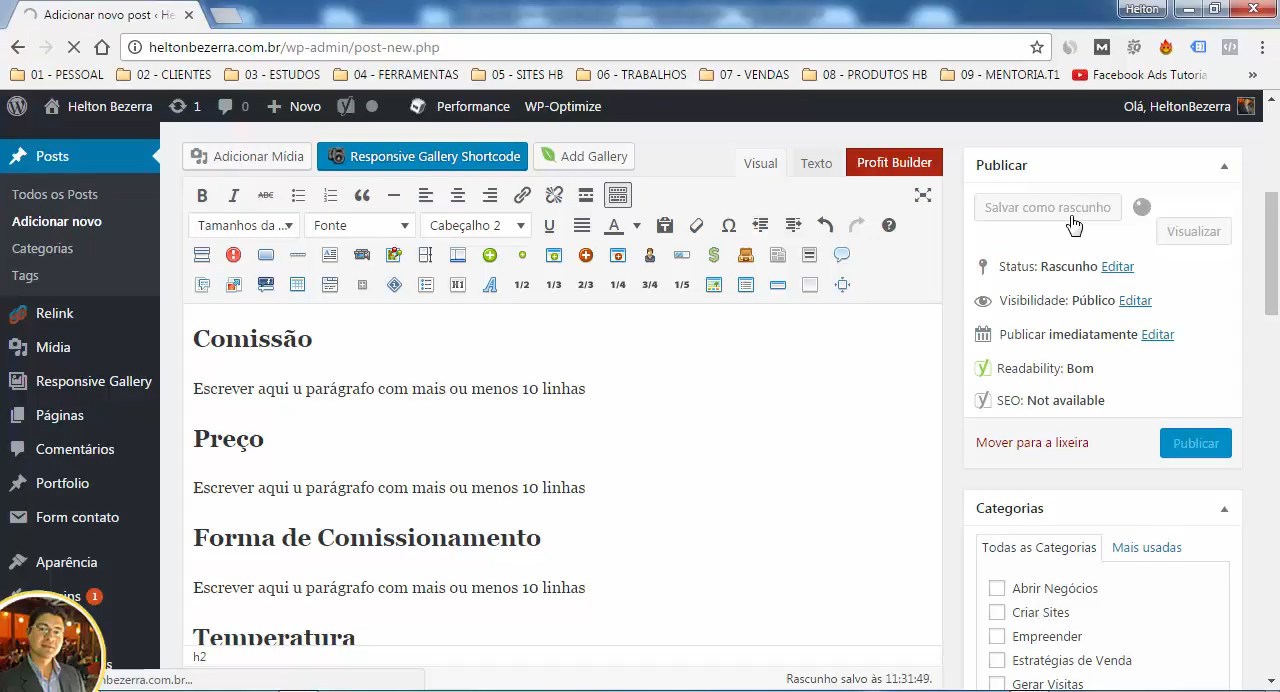 Adicionar novo post ‹ He
Helton
heltonbezerra.com.br/wp-admin/post-new.php
01 - PESSOAL 02 - CLIENTES 03 - ESTUDOS 04 - FERRAMENTAS 05 - SITES HB 06 - TRABALHOS 07 - VENDAS 08 - PRODUTOS HB 09 - MENTORIA.T1 Facebook Ads Tutoria »
Helton Bezerra 1 0 Novo Performance WP-Optimize Olá, HeltonBezerra
Posts
Todos os Posts
Adicionar novo
Categorias
Tags
Relink
Mídia
Responsive Gallery
Páginas
Comentários
Portfolio
Form contato
Aparência
ins 1
s
Adicionar Mídia Responsive Gallery Shortcode Add Gallery Visual Texto Profit Builder
B I ABC
Tamanhos da ... Fonte Cabeçalho 2 U A Ω
H1 A 1/2 1/3 2/3 1/4 3/4 1/5
Comissão
Escrever aqui u parágrafo com mais ou menos 10 linhas
Preço
Escrever aqui u parágrafo com mais ou menos 10 linhas
Forma de Comissionamento
Escrever aqui u parágrafo com mais ou menos 10 linhas
Temperatura
h2
Rascunho salvo às 11:31:49.
Publicar
Salvar como rascunho
Visualizar
Status: Rascunho Editar
Visibilidade: Público Editar
Publicar imediatamente Editar
Readability: Bom
SEO: Not available
Mover para a lixeira Publicar
Categorias
Todas as Categorias Mais usadas
Abrir Negócios
Criar Sites
Empreender
Estratégias de Venda
Gerar Visitas
nbezerra.com.br...